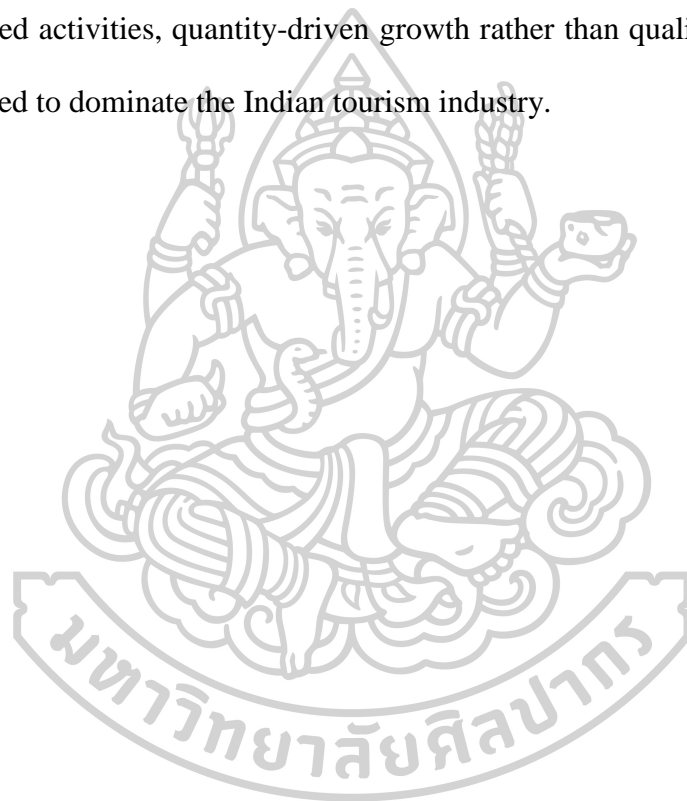 ed activities, quantity-driven growth rather than quali
ed to dominate the Indian tourism industry.
มหาวิทยาลัยศิลปากร